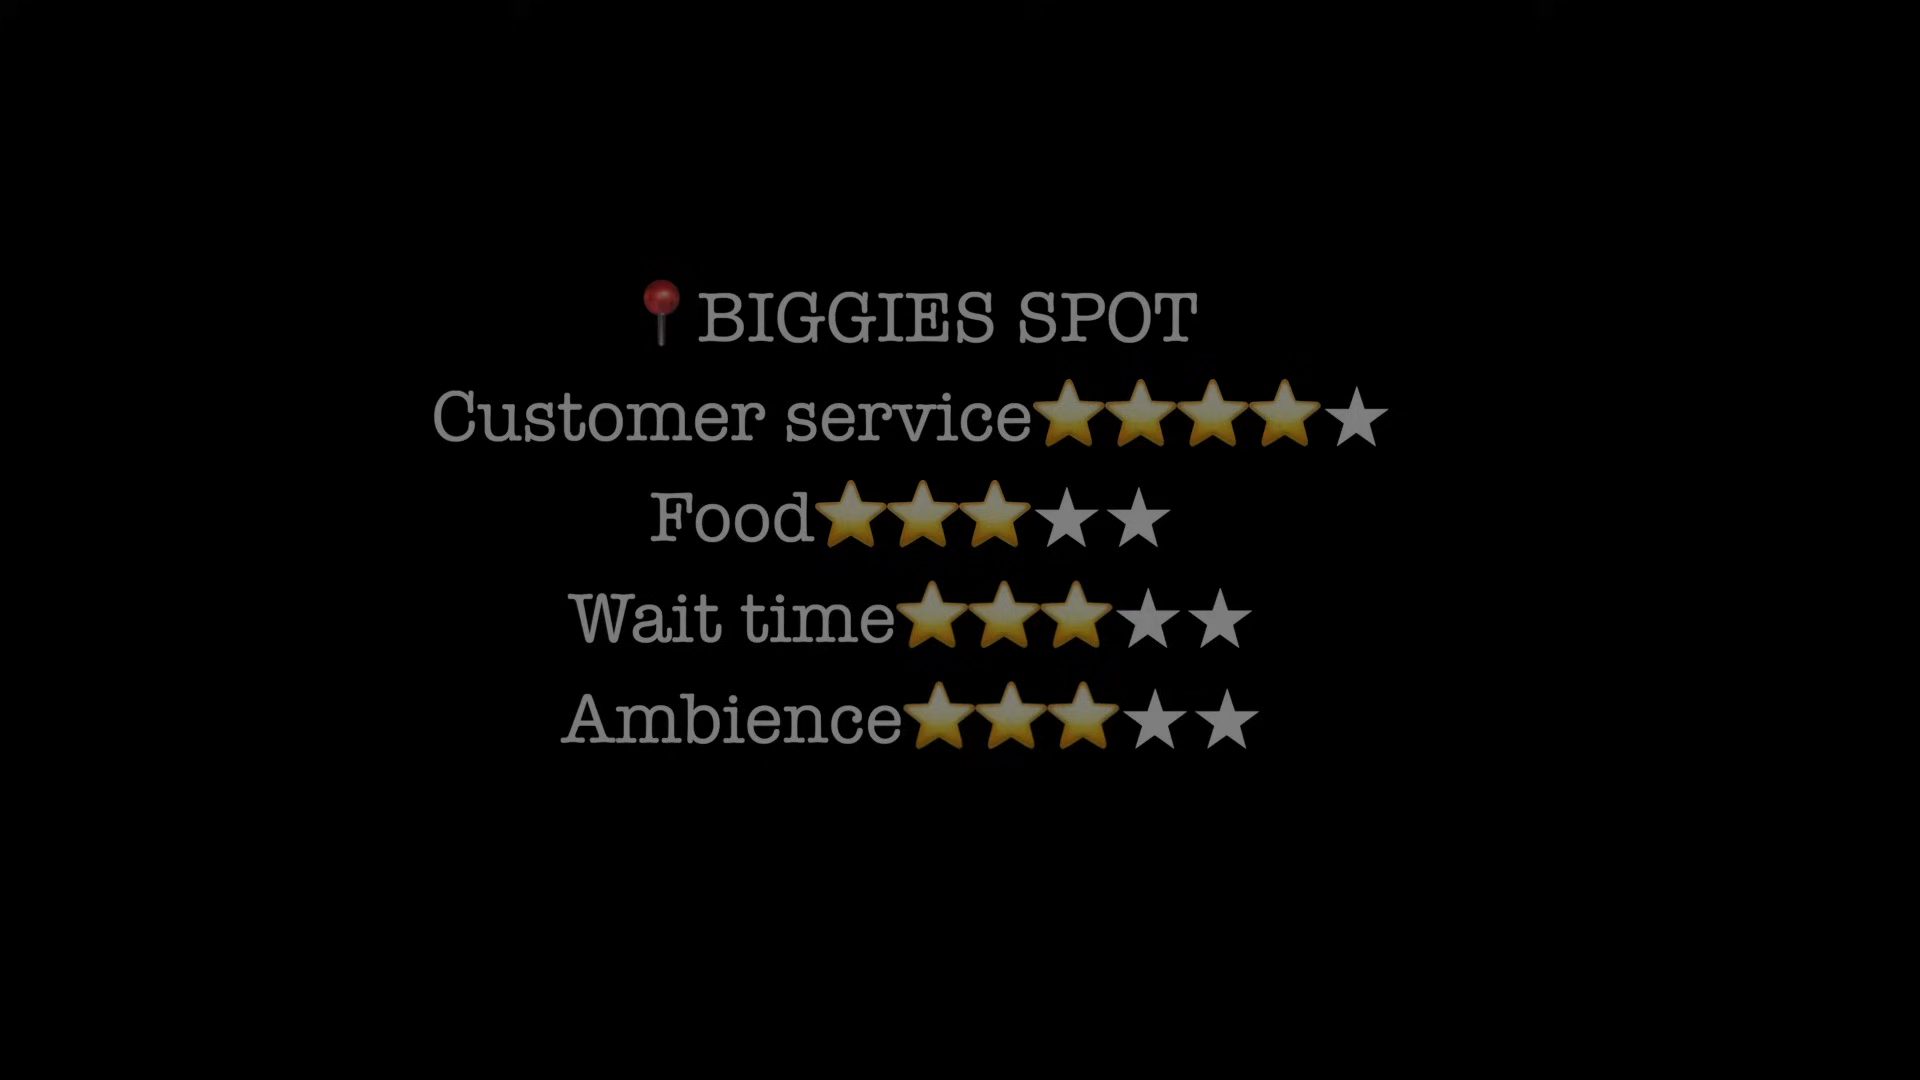 📍BIGGIES SPOT
Customer service⭐⭐⭐⭐★
Food⭐⭐⭐★★
Wait time⭐⭐⭐★★
Ambience⭐⭐⭐★★